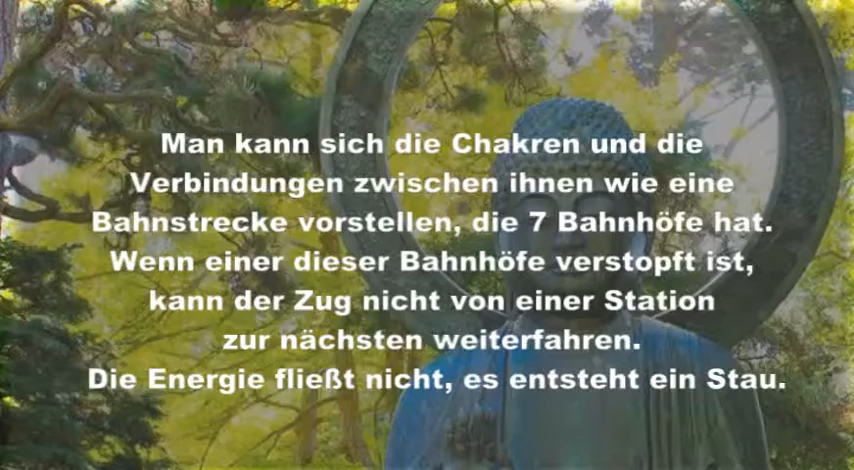 Man kann sich die Chakren und die
Verbindungen zwischen ihnen wie eine
Bahnstrecke vorstellen, die 7 Bahnhöfe hat.
Wenn einer dieser Bahnhöfe verstopft ist,
kann der Zug nicht von einer Station
zur nächsten weiterfahren.
Die Energie fließt nicht, es entsteht ein Stau.